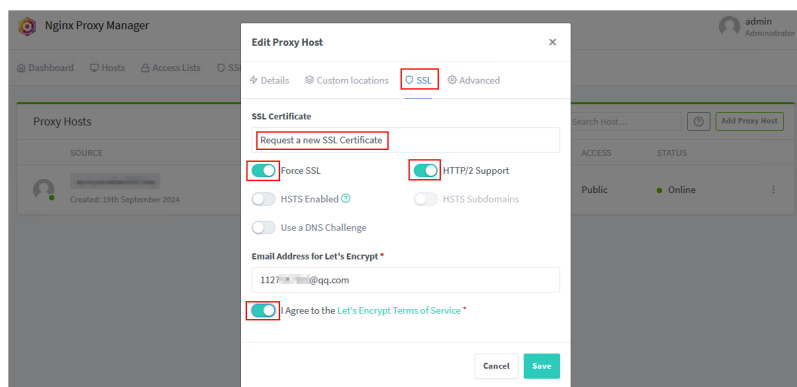 Nginx Proxy Manager
admin
Administrator
Dashboard Hosts Access Lists
Proxy Hosts
Search Host...
Add Proxy Host
SOURCE ACCESS STATUS
Created: 19th September 2024
Public Online
Edit Proxy Host
Details Custom locations SSL Advanced
SSL Certificate
Request a new SSL Certificate
Force SSL HTTP/2 Support
HSTS Enabled HSTS Subdomains
Use a DNS Challenge
Email Address for Let's Encrypt *
1127 @qq.com
I Agree to the Let's Encrypt Terms of Service *
Cancel Save